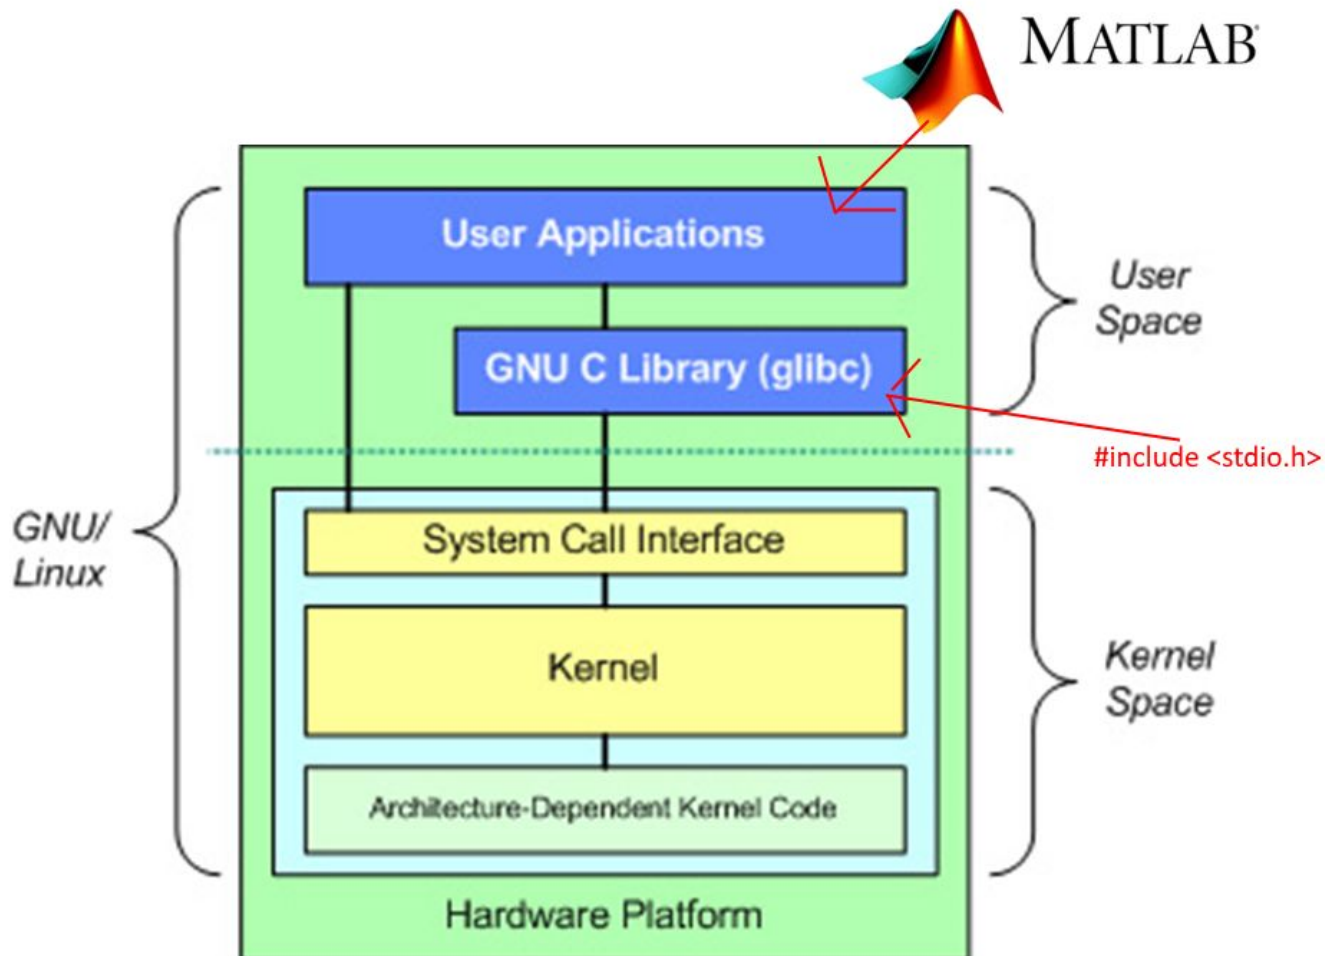 MATLAB
User Applications
User
Space
GNU C Library (glibc)
#include <stdio.h>
GNU/
Linux
System Call Interface
Kernel
Kernel
Space
Architecture-Dependent Kernel Code
Hardware Platform